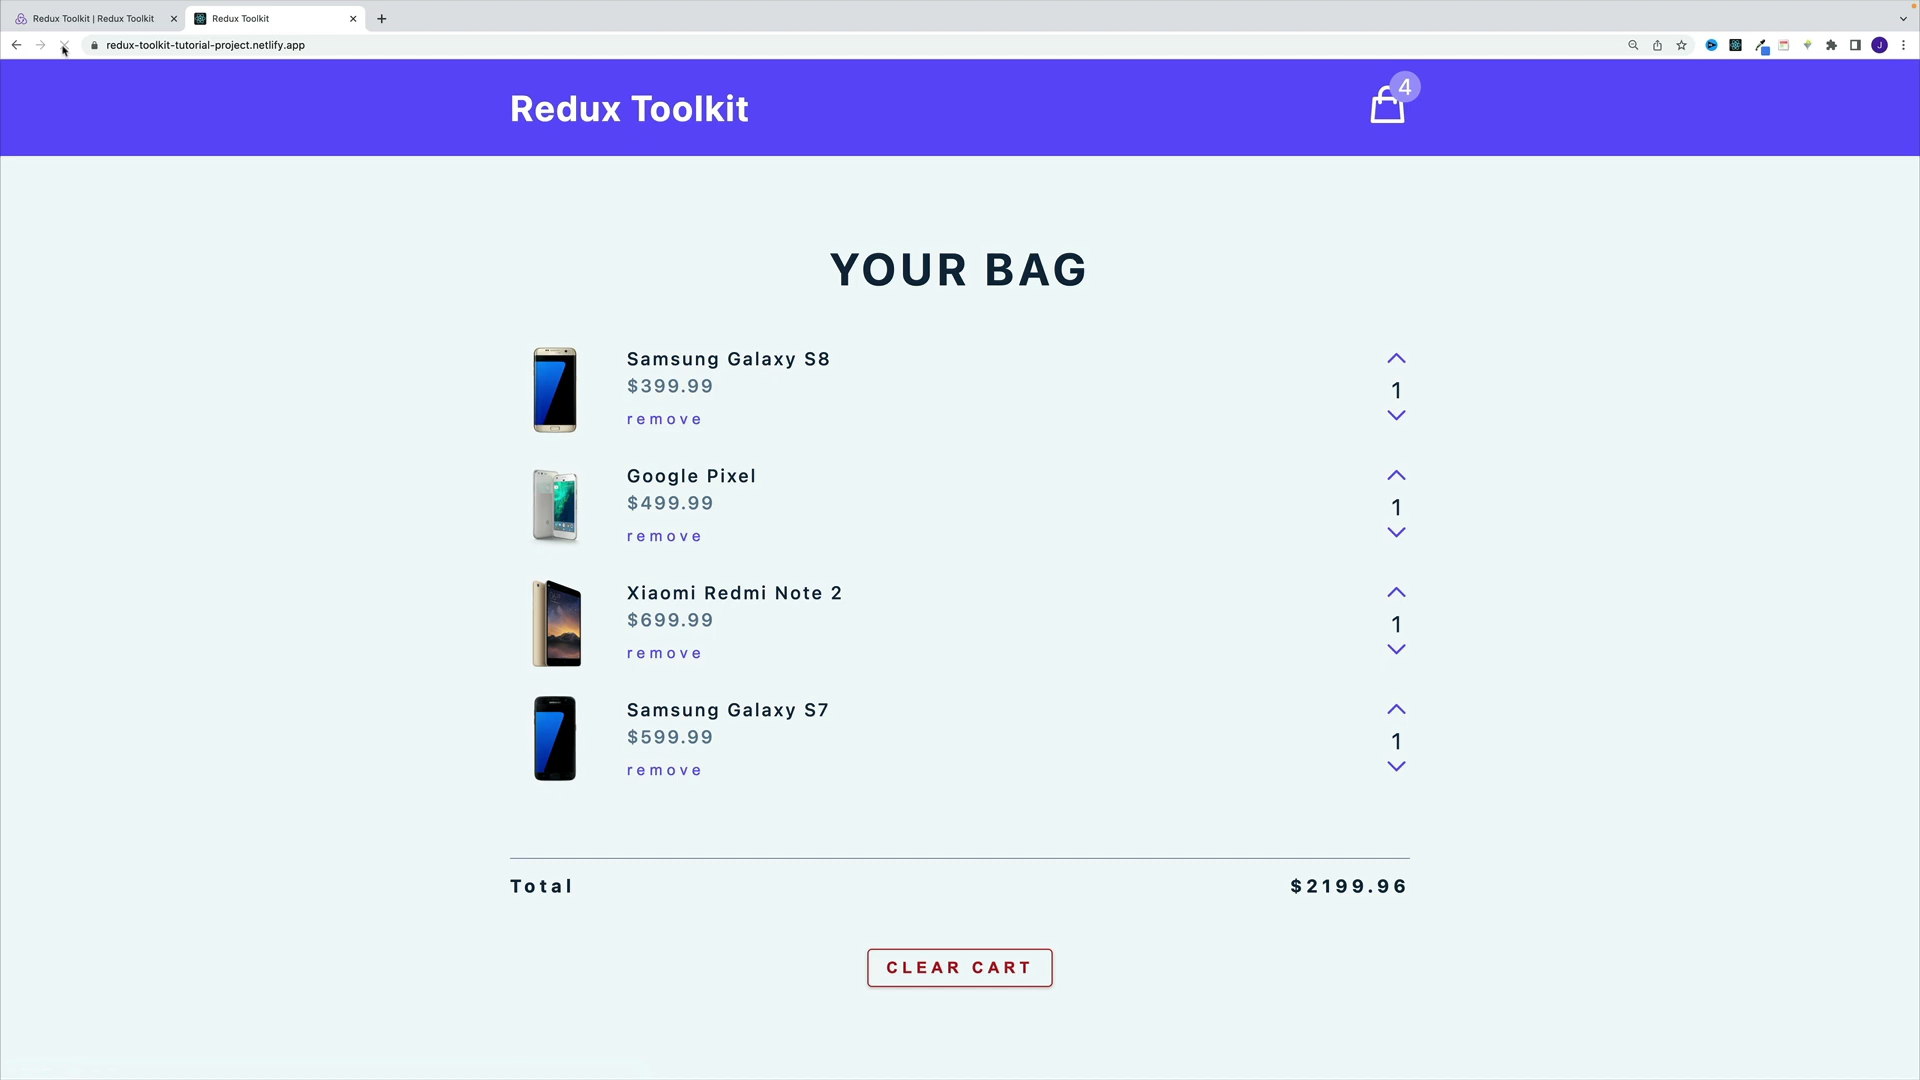 Redux Toolkit | Redux Toolkit
Redux Toolkit
redux-toolkit-tutorial-project.netlify.app
J
Redux Toolkit
4
YOUR BAG
Samsung Galaxy S8
$399.99
remove
1
Google Pixel
$499.99
remove
1
Xiaomi Redmi Note 2
$699.99
remove
1
Samsung Galaxy S7
$599.99
remove
1
Total $2199.96
CLEAR CART